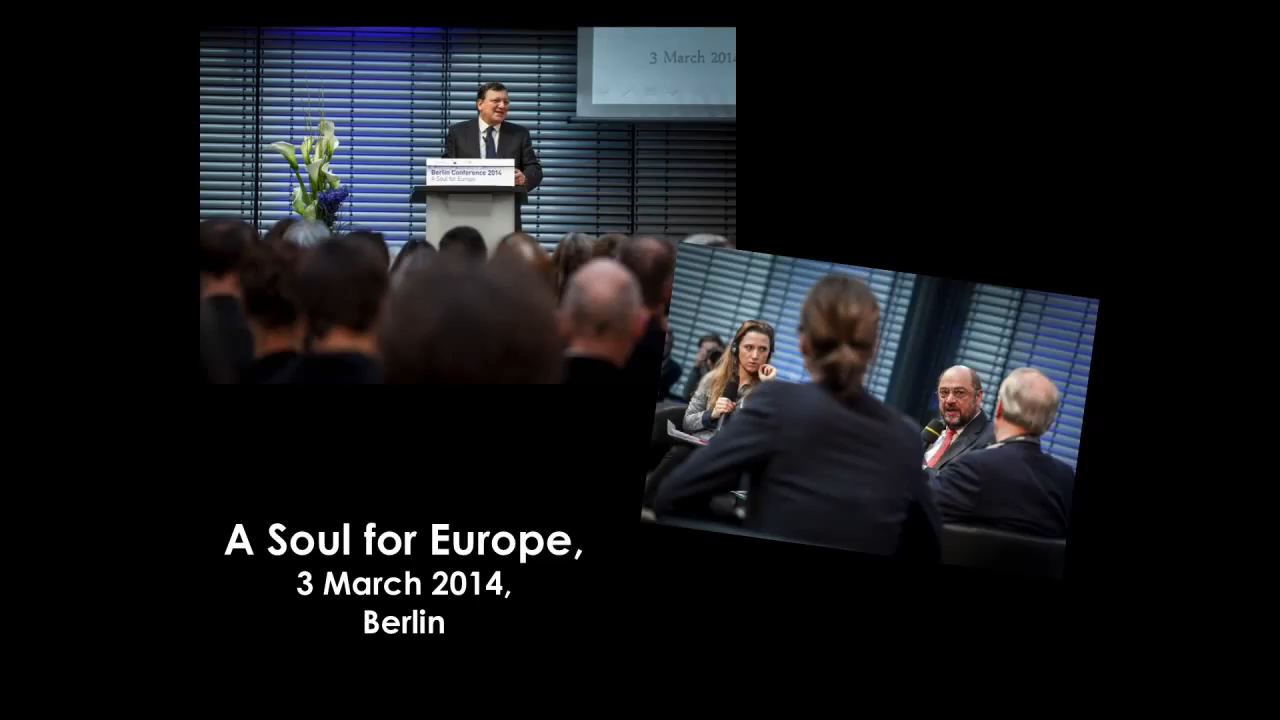 3 March 2014
Berlin Conference 2014
A Soul for Europe
A Soul for Europe,
3 March 2014,
Berlin